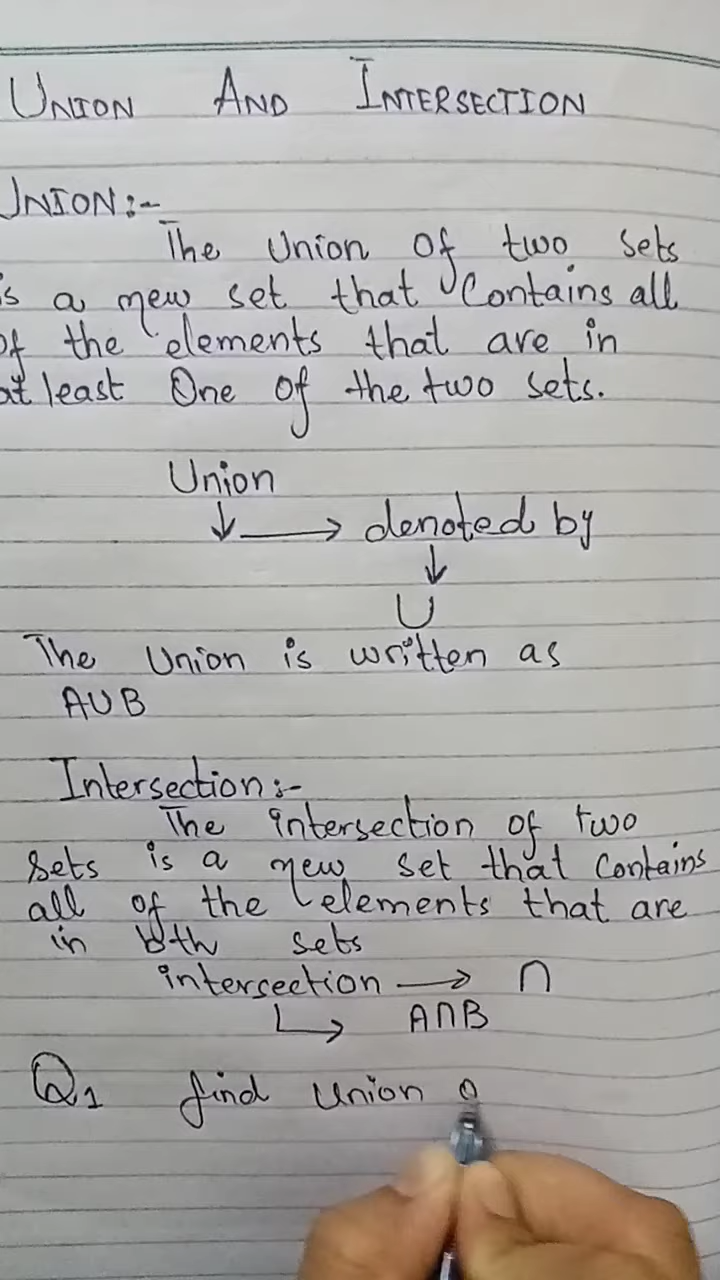 UNION AND INTERSECTION
UNION:-
The Union of two sets
is a new set that Contains all
of the elements that are in
at least One of the two sets.
Union
↓ → denoted by
↓
∪
The Union is written as
A∪B
Intersection:-
The intersection of two
sets is a new set that contains
all of the elements that are
in both sets
intersection → ∩
↳ A∩B
Q1 find Union